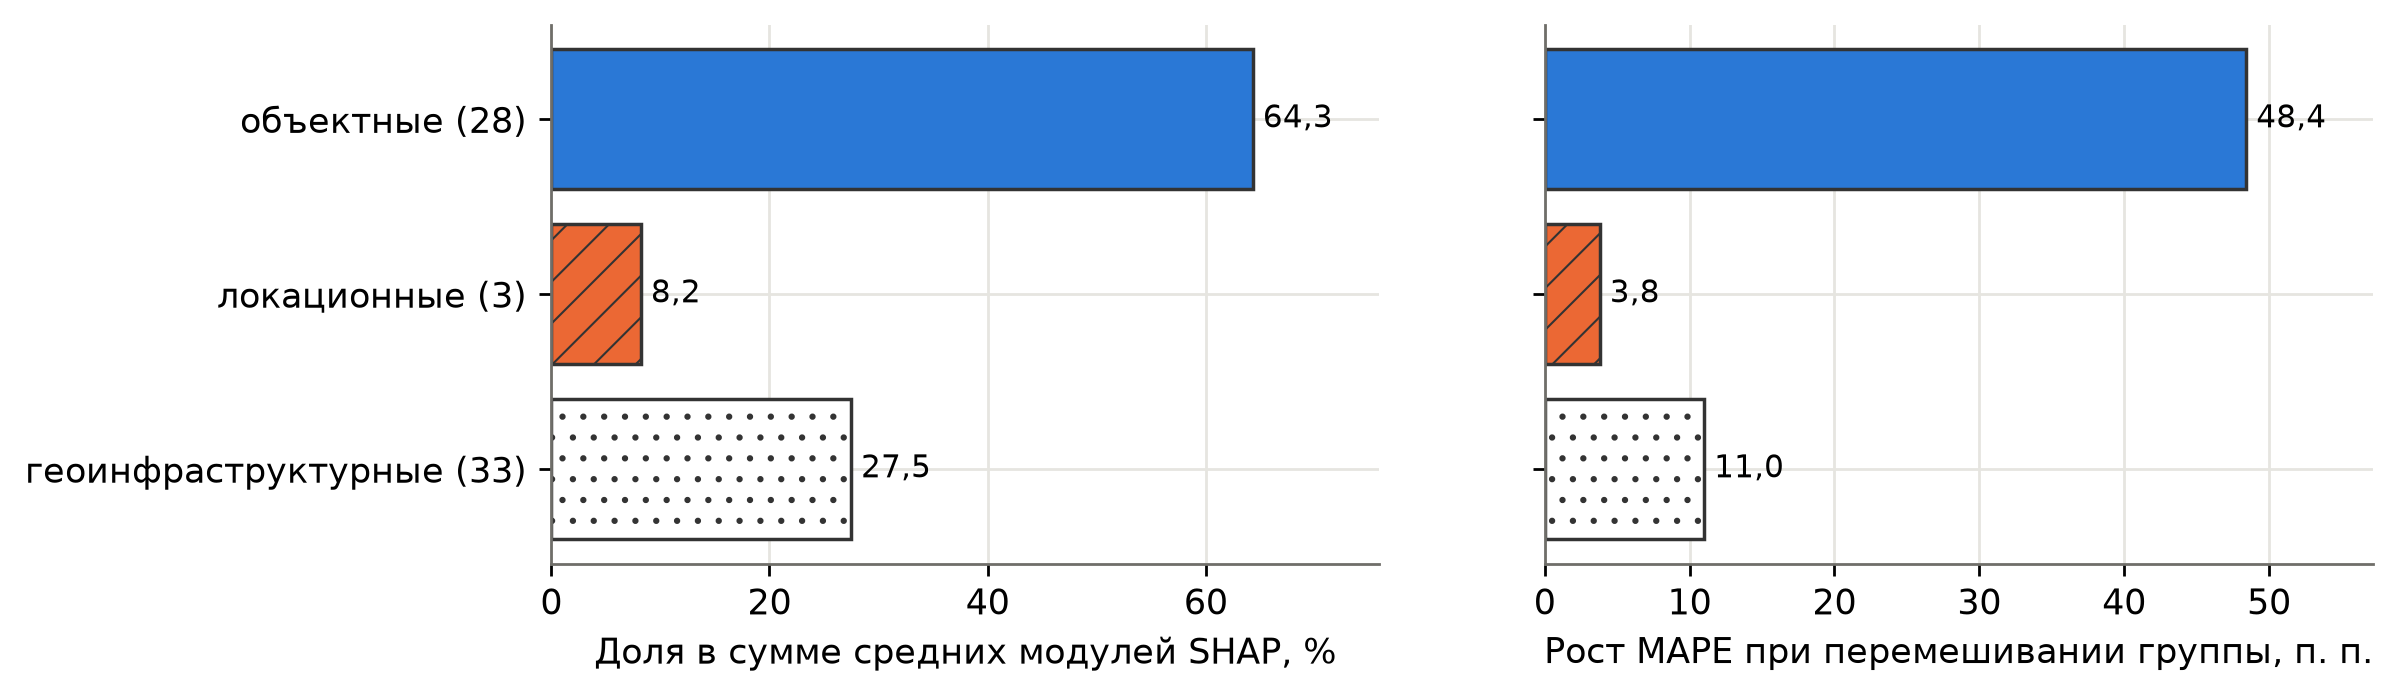 объектные (28)
64,3
48,4
локационные (3)
8,2
3,8
геоинфраструктурные (33)
27,5
11,0
0 20 40 60
0 10 20 30 40 50
Доля в сумме средних модулей SHAP, %
Рост MAPE при перемешивании группы, п. п.